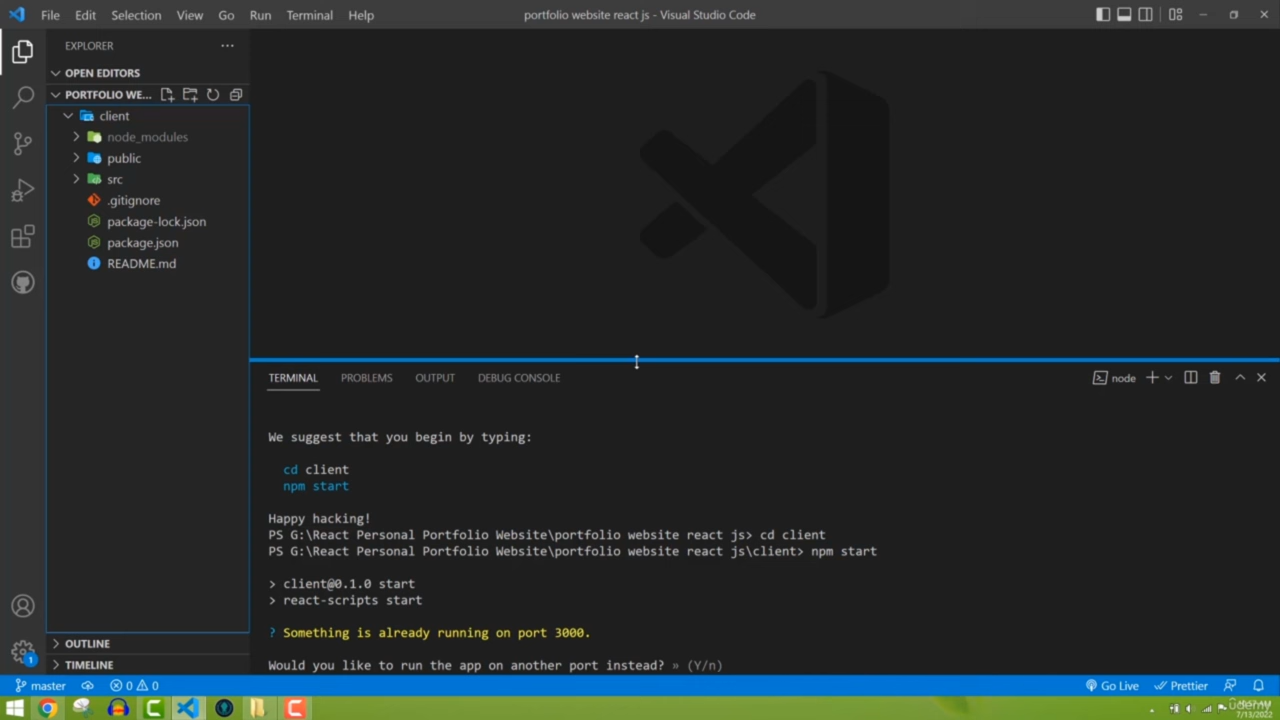 File Edit Selection View Go Run Terminal Help
portfolio website react js - Visual Studio Code
EXPLORER
OPEN EDITORS
PORTFOLIO WE...
client
node_modules
public
src
.gitignore
package-lock.json
package.json
README.md
OUTLINE
TIMELINE
TERMINAL PROBLEMS OUTPUT DEBUG CONSOLE
node
We suggest that you begin by typing:
cd client
npm start
Happy hacking!
PS G:\React Personal Portfolio Website\portfolio website react js> cd client
PS G:\React Personal Portfolio Website\portfolio website react js\client> npm start
> client@0.1.0 start
> react-scripts start
? Something is already running on port 3000.
Would you like to run the app on another port instead? » (Y/n)
1
master
0 0
Go Live
Prettier
udemy
7/13/2022